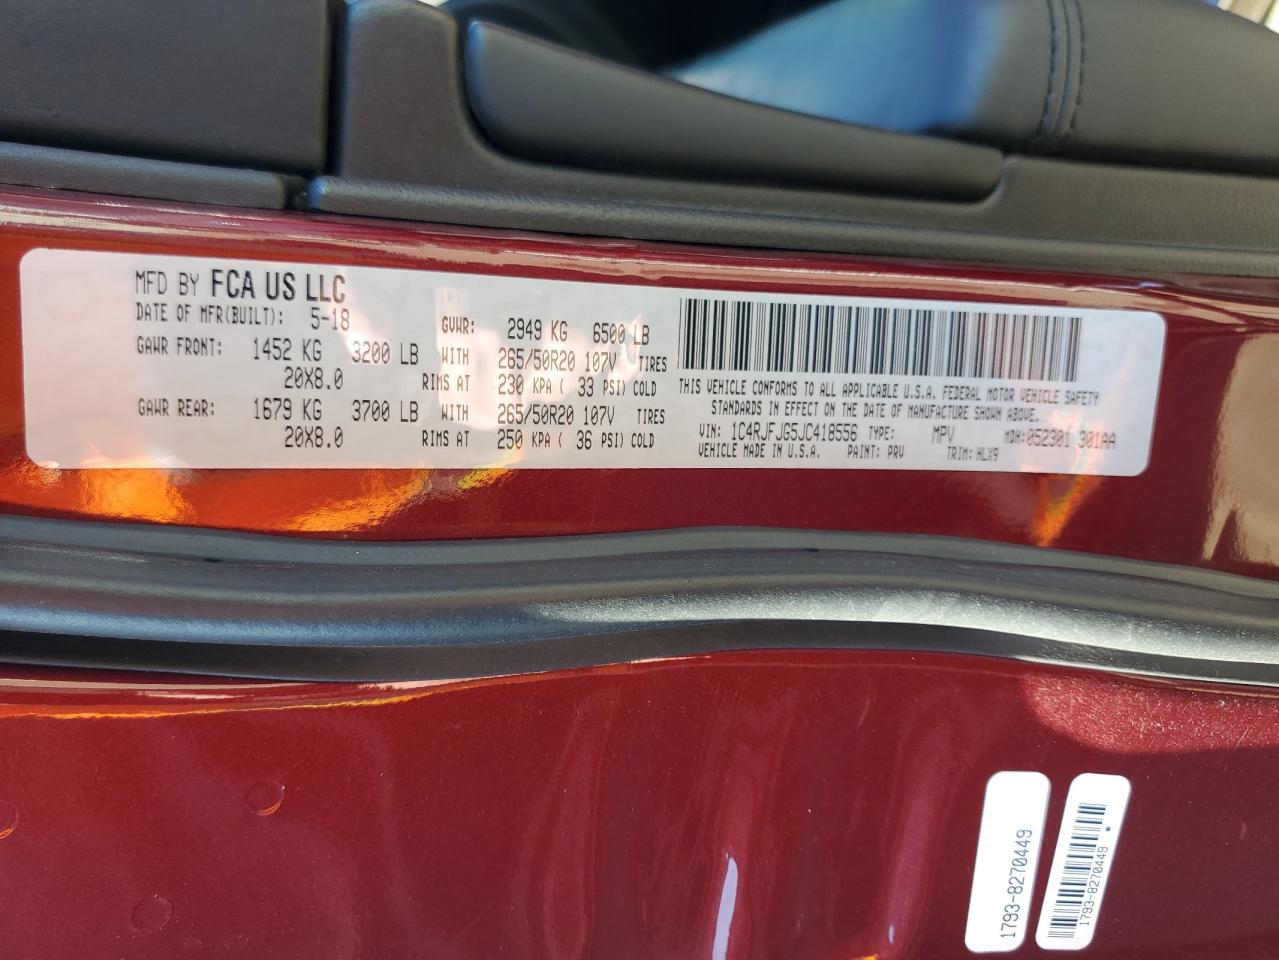 MFD BY FCA US LLC
DATE OF MFR(BUILT): 5-18 GVWR: 2949 KG 6500 LB
GAWR FRONT: 1452 KG 3200 LB WITH 265/50R20 107V TIRES
20X8.0 RIMS AT 230 KPA ( 33 PSI) COLD
GAWR REAR: 1679 KG 3700 LB WITH 265/50R20 107V TIRES
20X8.0 RIMS AT 250 KPA ( 36 PSI) COLD
THIS VEHICLE CONFORMS TO ALL APPLICABLE U.S.A. FEDERAL MOTOR VEHICLE SAFETY
STANDARDS IN EFFECT ON THE DATE OF MANUFACTURE SHOWN ABOVE.
VIN: 1C4RJFJG5JC418556 TYPE: MPV MDH:052301 301AA
VEHICLE MADE IN U.S.A. PAINT: PRV TRIM: HLX9
1793-8270449
1793-8270449